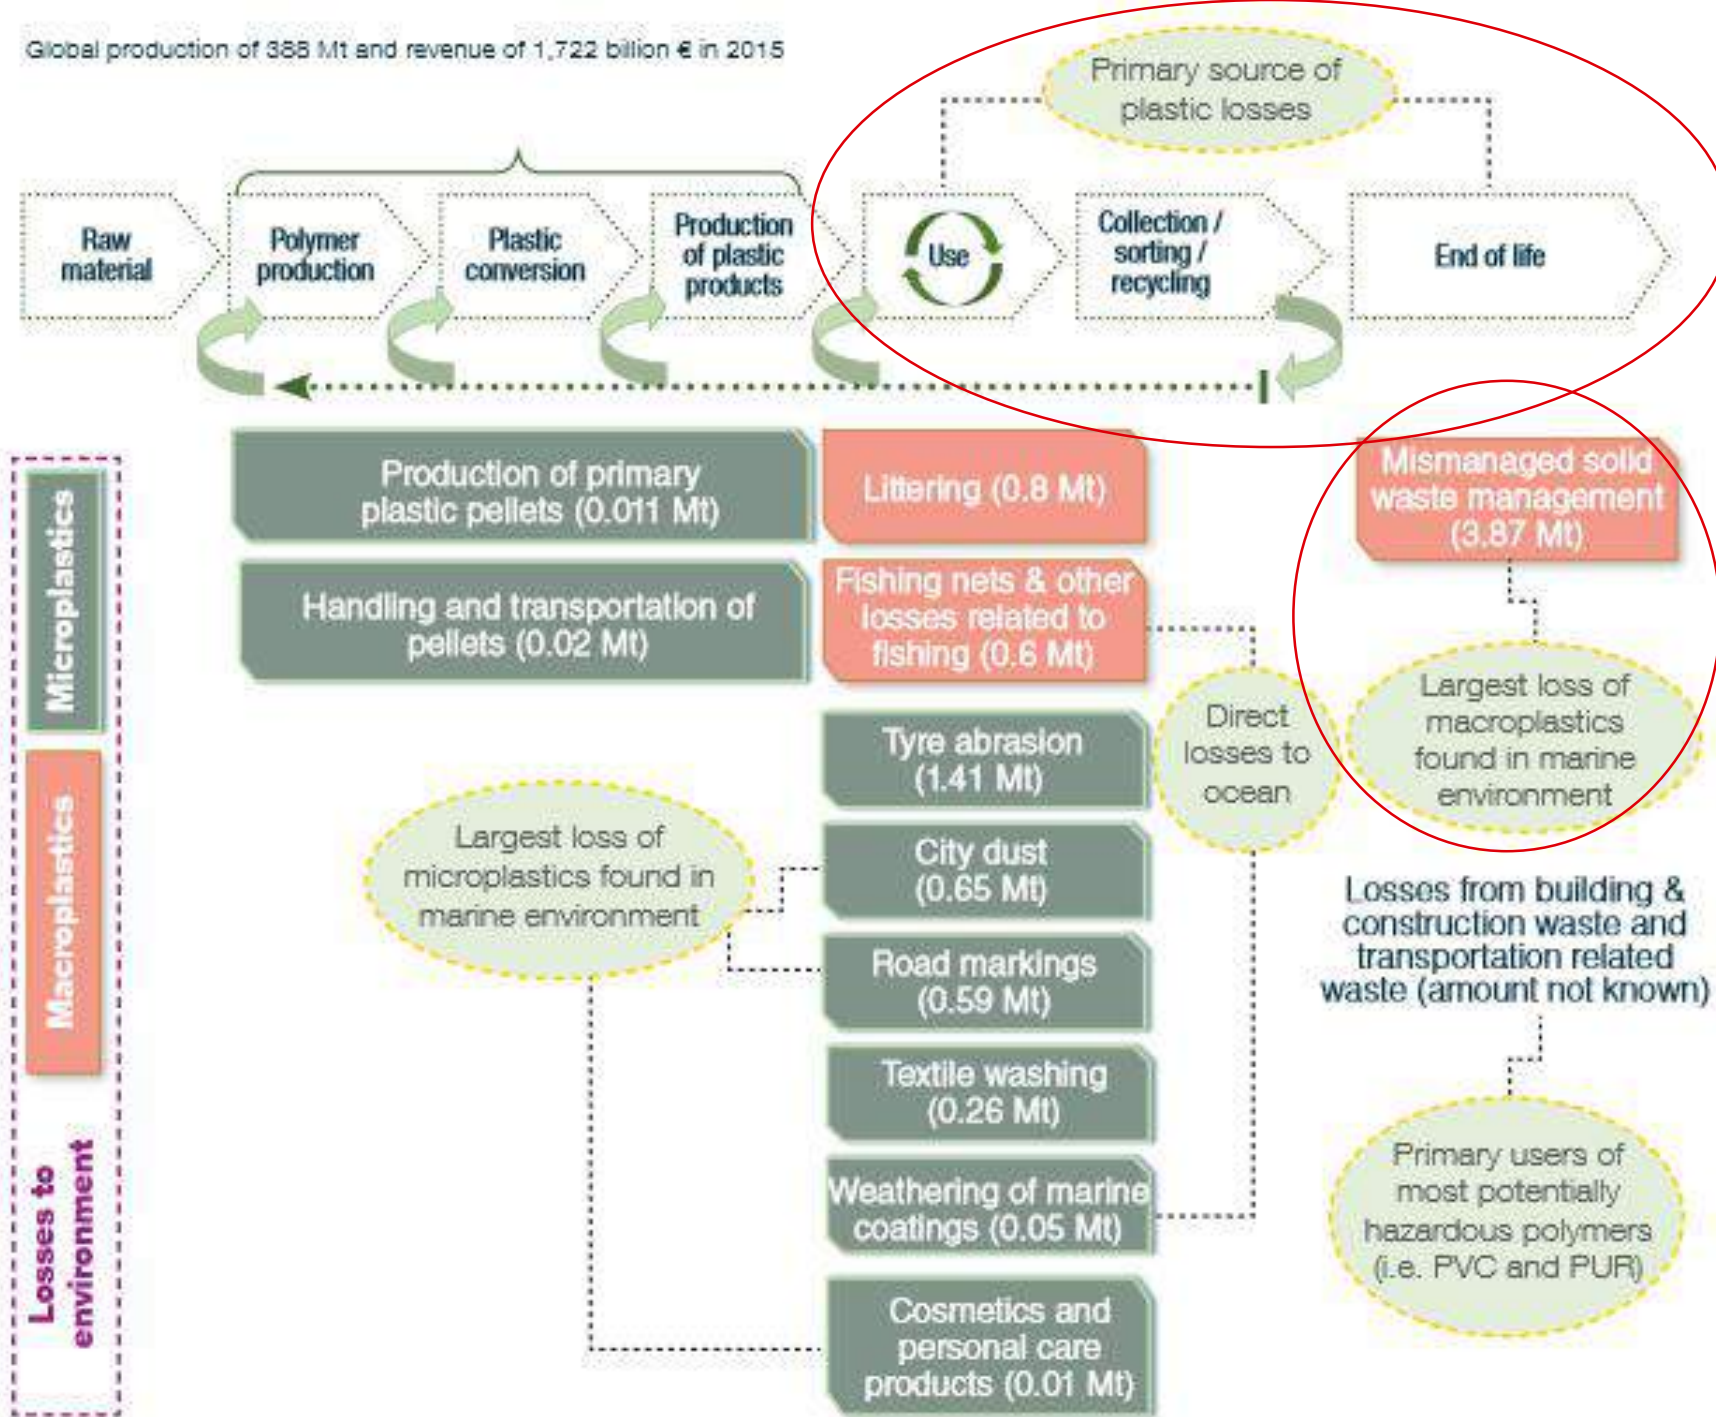 Global production of 388 Mt and revenue of 1,722 billion € in 2015
Primary source of
plastic losses
Raw
material
Polymer
production
Plastic
conversion
Production
of plastic
products
Use
Collection /
sorting /
recycling
End of life
Microplastics
Macroplastics
Losses to
environment
Production of primary
plastic pellets (0.011 Mt)
Handling and transportation of
pellets (0.02 Mt)
Littering (0.8 Mt)
Fishing nets & other
losses related to
fishing (0.6 Mt)
Tyre abrasion
(1.41 Mt)
City dust
(0.65 Mt)
Road markings
(0.59 Mt)
Textile washing
(0.26 Mt)
Weathering of marine
coatings (0.05 Mt)
Cosmetics and
personal care
products (0.01 Mt)
Largest loss of
microplastics found in
marine environment
Direct
losses to
ocean
Mismanaged solid
waste management
(3.87 Mt)
Largest loss of
macroplastics
found in marine
environment
Losses from building &
construction waste and
transportation related
waste (amount not known)
Primary users of
most potentially
hazardous polymers
(i.e. PVC and PUR)